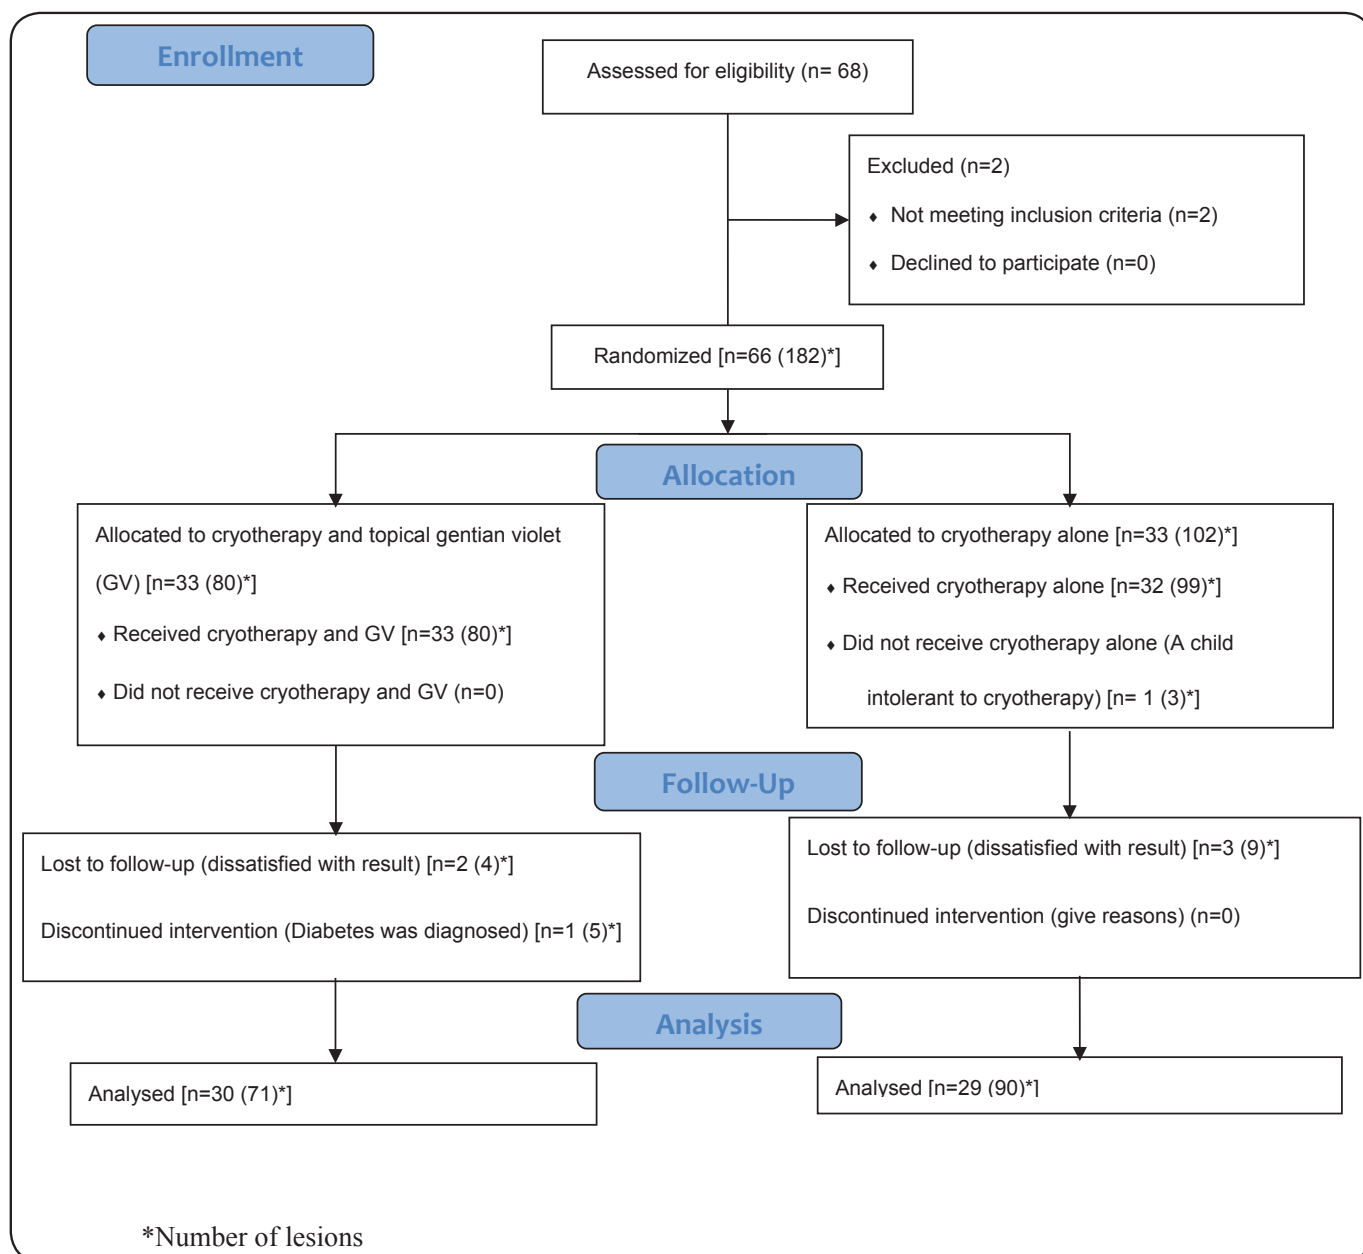 Enrollment
Assessed for eligibility (n= 68)
Excluded (n=2)
♦ Not meeting inclusion criteria (n=2)
♦ Declined to participate (n=0)
Randomized [n=66 (182)*]
Allocation
Allocated to cryotherapy and topical gentian violet
(GV) [n=33 (80)*]
♦ Received cryotherapy and GV [n=33 (80)*]
♦ Did not receive cryotherapy and GV (n=0)
Allocated to cryotherapy alone [n=33 (102)*]
♦ Received cryotherapy alone [n=32 (99)*]
♦ Did not receive cryotherapy alone (A child
intolerant to cryotherapy) [n= 1 (3)*]
Follow-Up
Lost to follow-up (dissatisfied with result) [n=2 (4)*]
Discontinued intervention (Diabetes was diagnosed) [n=1 (5)*]
Lost to follow-up (dissatisfied with result) [n=3 (9)*]
Discontinued intervention (give reasons) (n=0)
Analysis
Analysed [n=30 (71)*]
Analysed [n=29 (90)*]
*Number of lesions